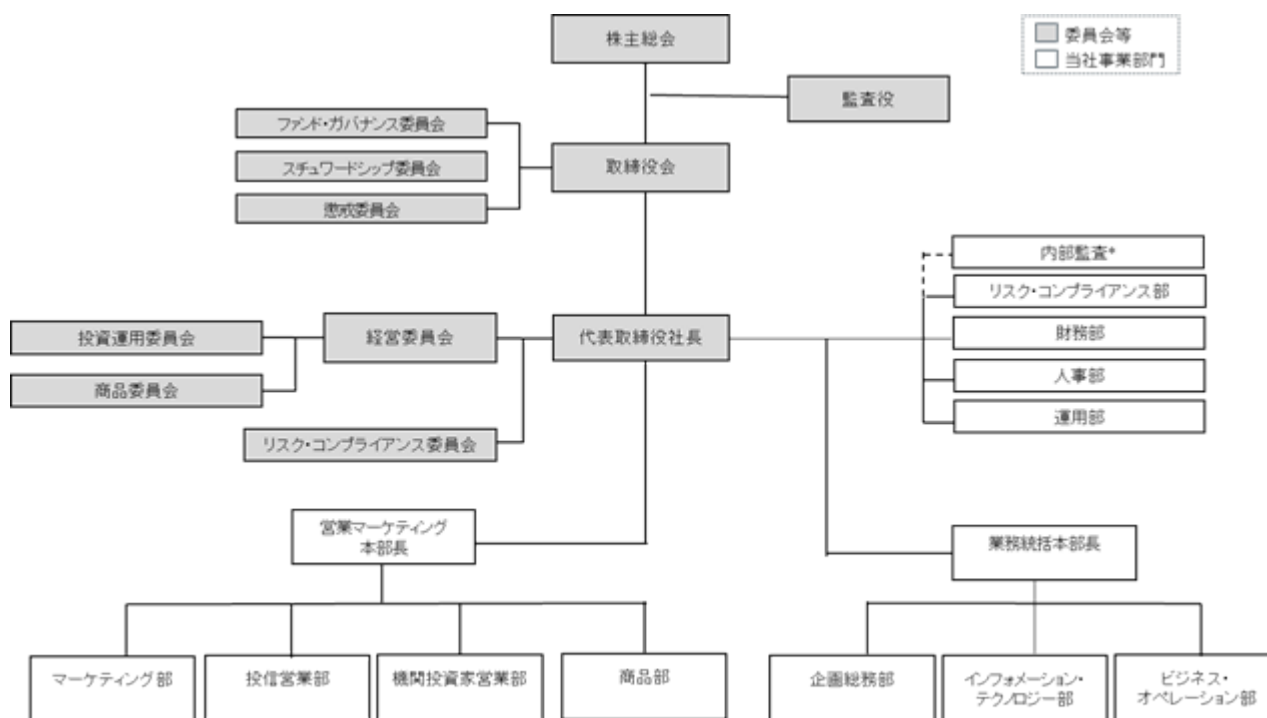 株主総会
委員会等
当社事業部門
監査役
ファンド・ガバナンス委員会
スチュワードシップ委員会
懲戒委員会
取締役会
内部監査*
リスク・コンプライアンス部
財務部
人事部
運用部
投資運用委員会
商品委員会
経営委員会
代表取締役社長
リスク・コンプライアンス委員会
営業マーケティング
本部長
業務統括本部長
マーケティング部
投信営業部
機関投資家営業部
商品部
企画総務部
インフォメーション・
テクノロジー部
ビジネス・
オペレーション部